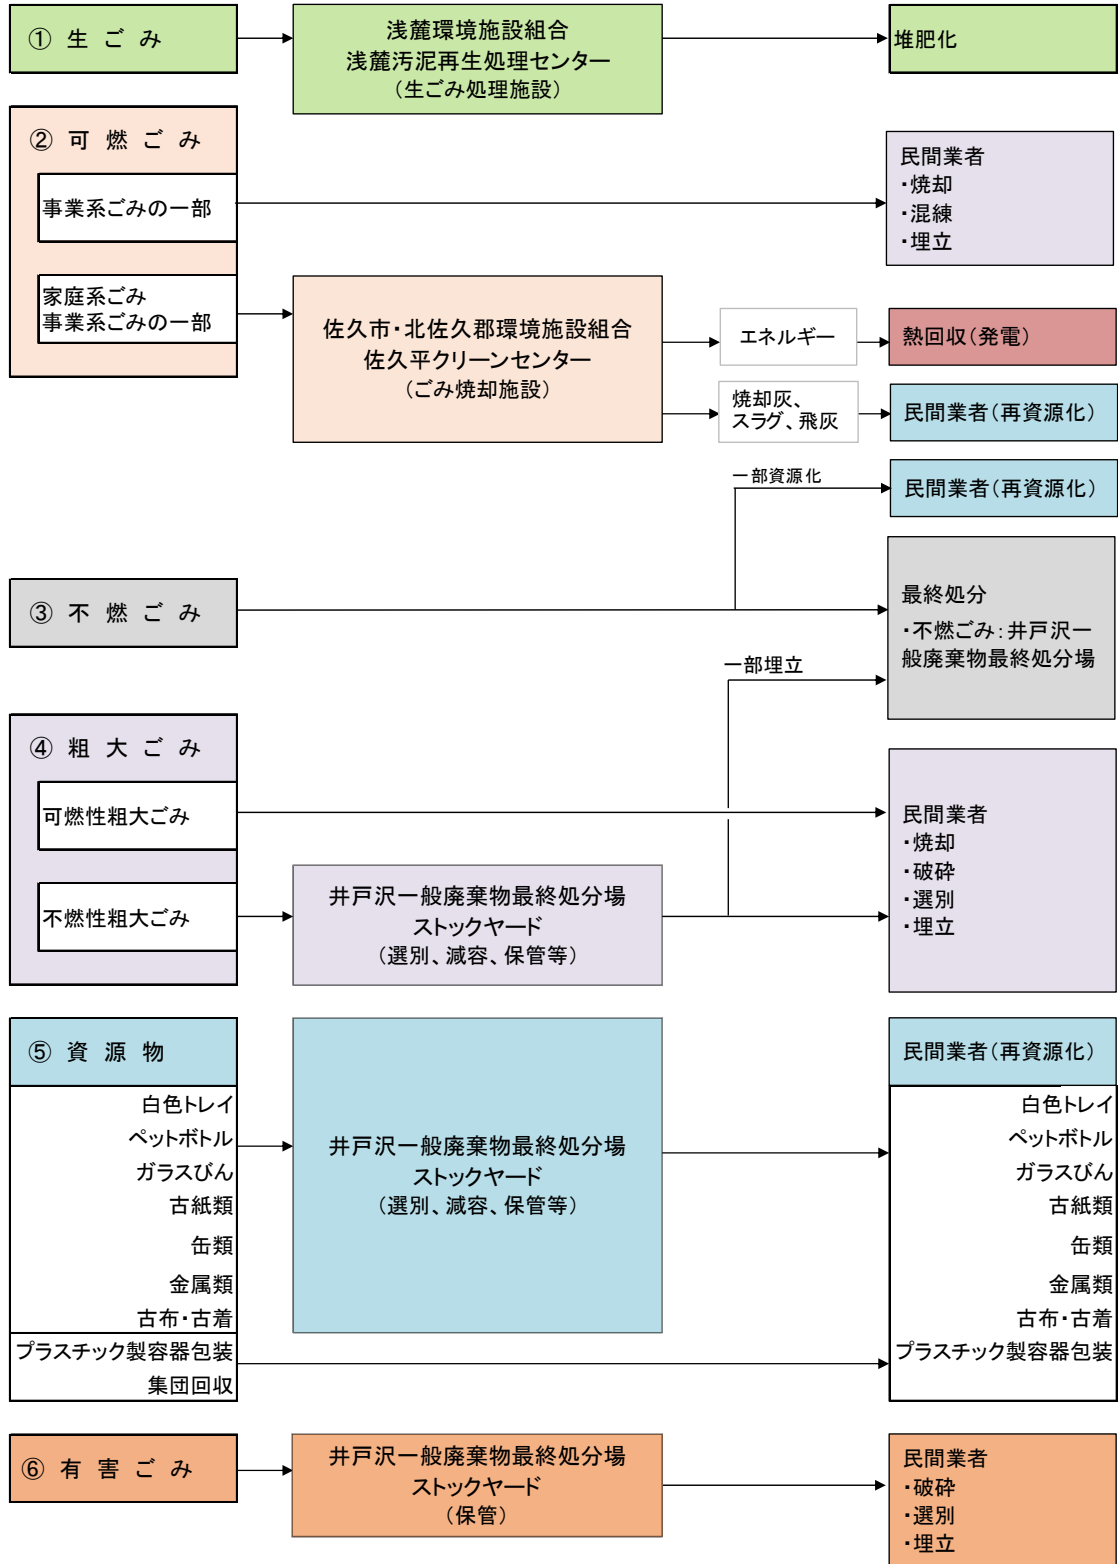 ① 生 ご み
浅麓環境施設組合
浅麓汚泥再生処理センター
(生ごみ処理施設)
堆肥化
② 可 燃 ご み
事業系ごみの一部
民間業者
・焼却
・混練
・埋立
家庭系ごみ
事業系ごみの一部
佐久市・北佐久郡環境施設組合
佐久平クリーンセンター
(ごみ焼却施設)
エネルギー
熱回収(発電)
焼却灰、
スラグ、飛灰
民間業者(再資源化)
一部資源化
民間業者(再資源化)
③ 不 燃 ご み
最終処分
・不燃ごみ:井戸沢一
般廃棄物最終処分場
一部埋立
④ 粗 大 ご み
可燃性粗大ごみ
民間業者
・焼却
・破砕
・選別
・埋立
不燃性粗大ごみ
井戸沢一般廃棄物最終処分場
ストックヤード
(選別、減容、保管等)
⑤ 資 源 物
白色トレイ
ペットボトル
ガラスびん
古紙類
缶類
金属類
古布・古着
プラスチック製容器包装
集団回収
井戸沢一般廃棄物最終処分場
ストックヤード
(選別、減容、保管等)
民間業者(再資源化)
白色トレイ
ペットボトル
ガラスびん
古紙類
缶類
金属類
古布・古着
プラスチック製容器包装
⑥ 有 害 ご み
井戸沢一般廃棄物最終処分場
ストックヤード
(保管)
民間業者
・破砕
・選別
・埋立